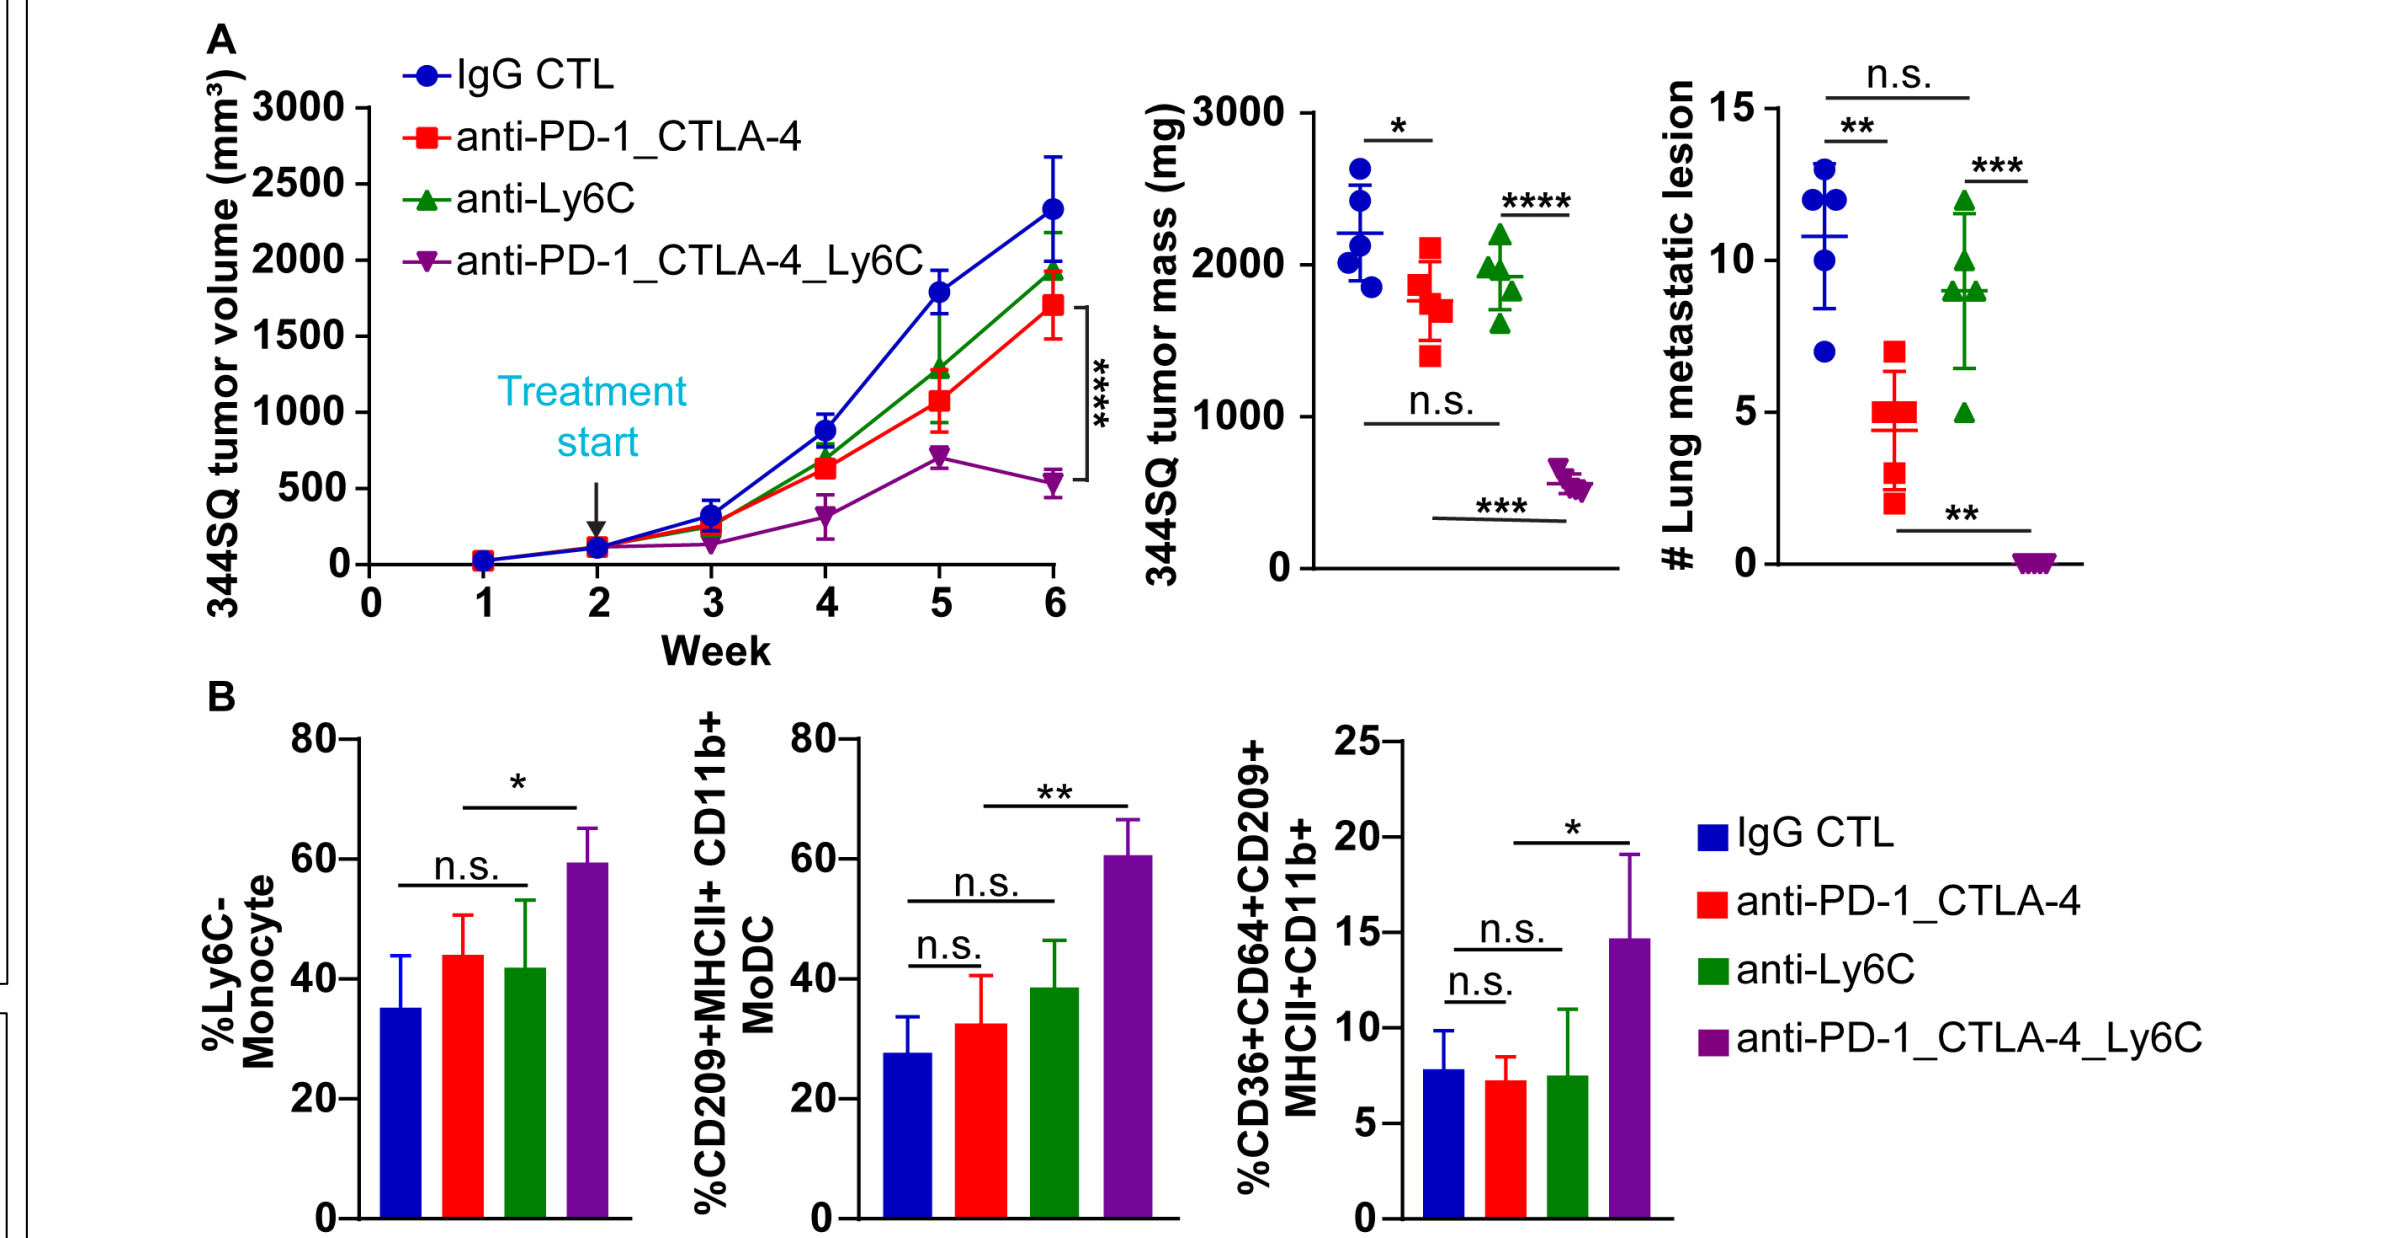 A
344SQ tumor volume (mm³)
IgG CTL
anti-PD-1_CTLA-4
anti-Ly6C
anti-PD-1_CTLA-4_Ly6C
3000
2500
2000
1500
1000
500
0
Treatment
start
****
0 1 2 3 4 5 6
Week
344SQ tumor mass (mg)
3000
2000
1000
0
*
****
n.s.
***
# Lung metastatic lesion
15
10
5
0
n.s.
**
***
**
B
%Ly6C-
Monocyte
80
60
40
20
0
*
n.s.
%CD209+MHCII+ CD11b+
MoDC
80
60
40
20
0
**
n.s.
n.s.
%CD36+CD64+CD209+
MHCII+CD11b+
25
20
15
10
5
0
*
n.s.
n.s.
IgG CTL
anti-PD-1_CTLA-4
anti-Ly6C
anti-PD-1_CTLA-4_Ly6C